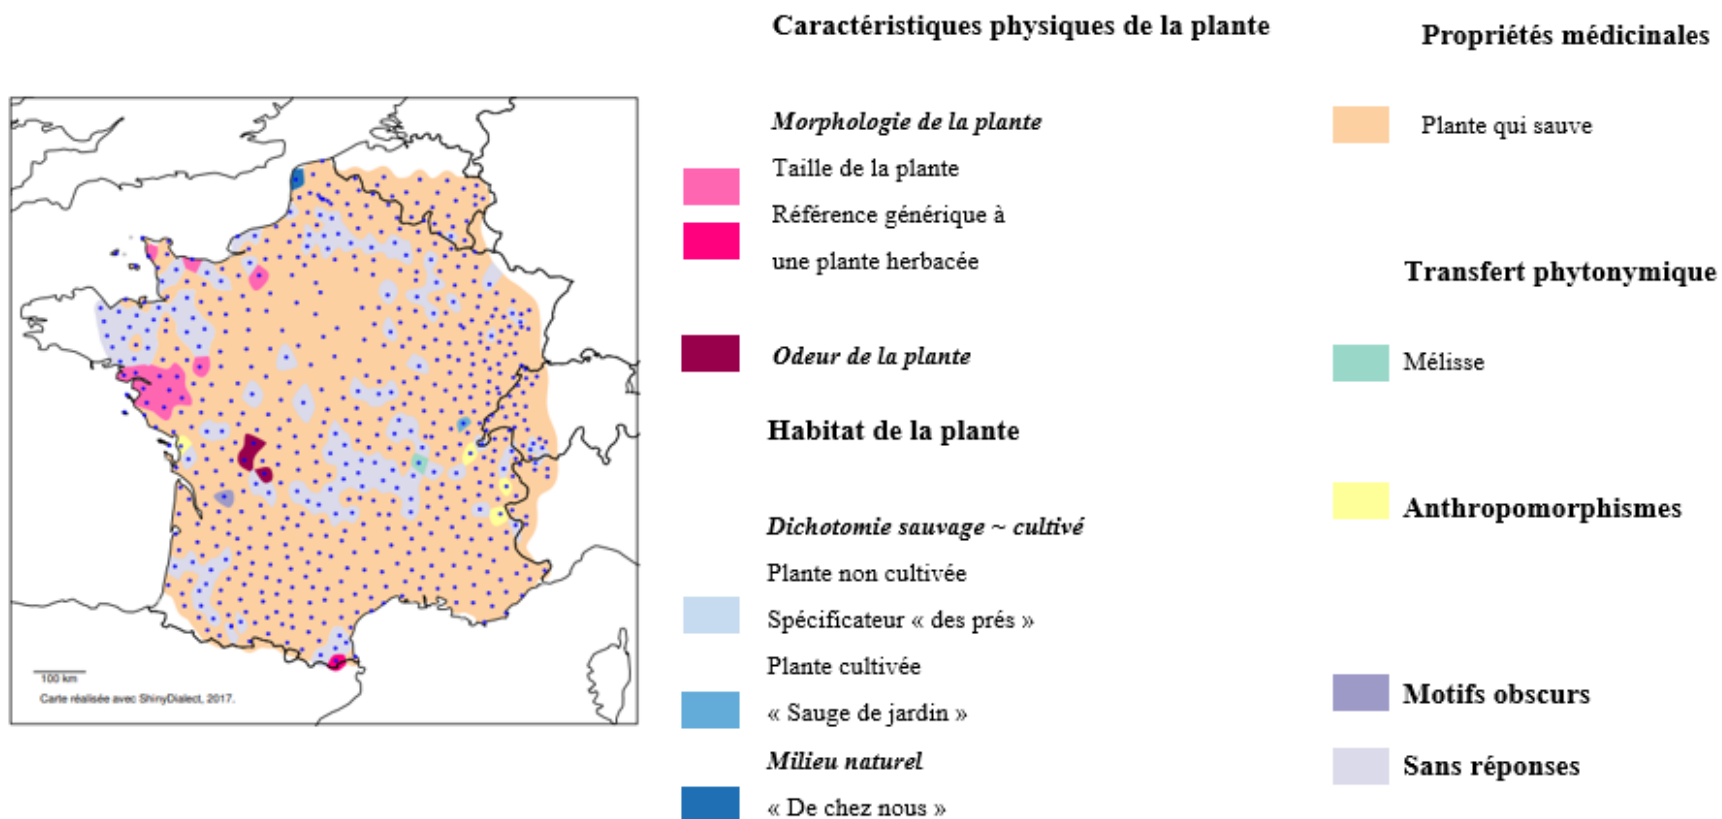 Caractéristiques physiques de la plante
Morphologie de la plante
Taille de la plante
Référence générique à
une plante herbacée
Odeur de la plante
Habitat de la plante
Dichotomie sauvage ~ cultivé
Plante non cultivée
Spécificateur « des prés »
Plante cultivée
« Sauge de jardin »
Milieu naturel
« De chez nous »
Propriétés médicinales
Plante qui sauve
Transfert phytonymique
Mélisse
Anthropomorphismes
Motifs obscurs
Sans réponses
100 km
Carte réalisée avec ShinyDialect, 2017.